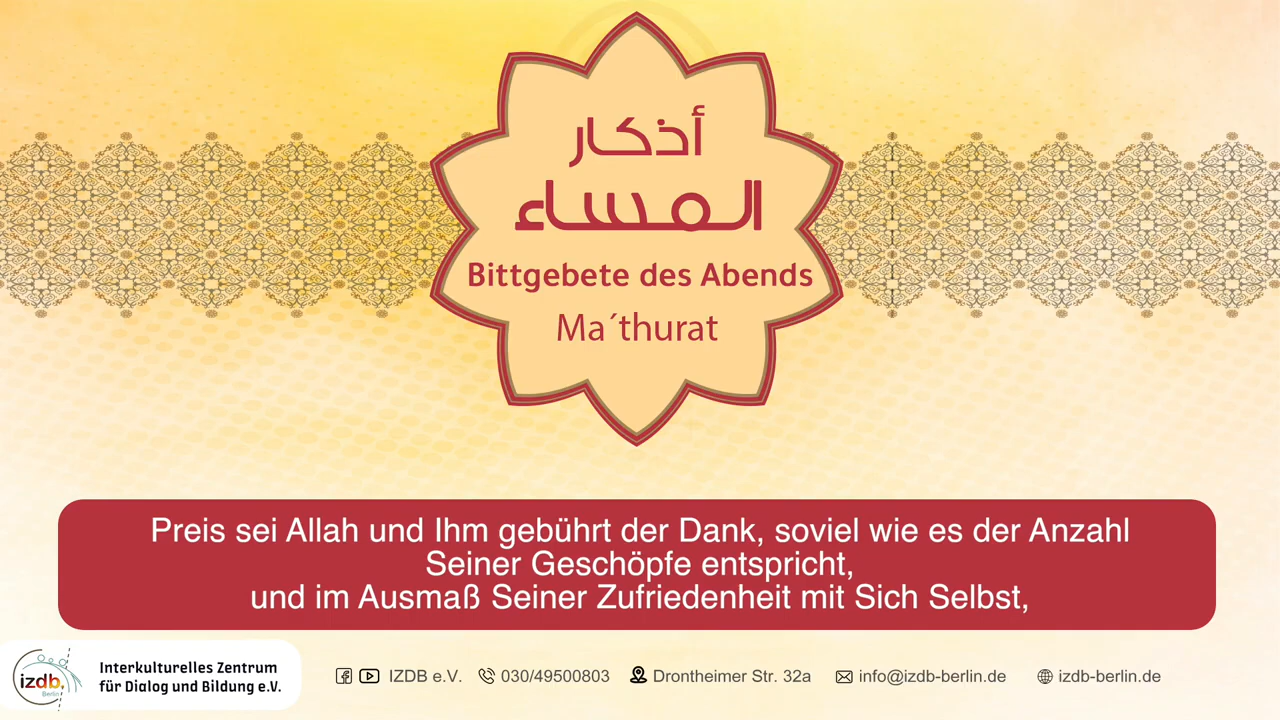 أذكار
المساء
Bittgebete des Abends
Ma´thurat
Preis sei Allah und Ihm gebührt der Dank, soviel wie es der Anzahl
Seiner Geschöpfe entspricht,
und im Ausmaß Seiner Zufriedenheit mit Sich Selbst,
izdb
Berlin
Interkulturelles Zentrum
für Dialog und Bildung e.V.
IZDB e.V. 030/49500803 Drontheimer Str. 32a info@izdb-berlin.de izdb-berlin.de